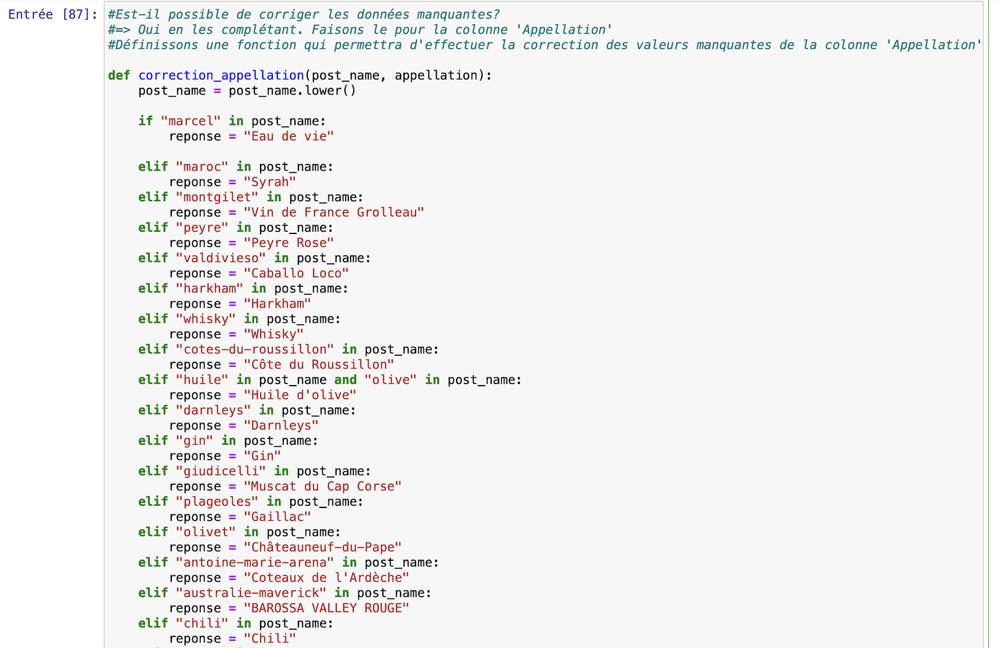 Entrée [87]:
#Est-il possible de corriger les données manquantes?
#=> Oui en les complétant. Faisons le pour la colonne 'Appellation'
#Définissons une fonction qui permettra d'effectuer la correction des valeurs manquantes de la colonne 'Appellation'
def correction_appellation(post_name, appellation):
    post_name = post_name.lower()
    if "marcel" in post_name:
        reponse = "Eau de vie"
    elif "maroc" in post_name:
        reponse = "Syrah"
    elif "montgilet" in post_name:
        reponse = "Vin de France Grolleau"
    elif "peyre" in post_name:
        reponse = "Peyre Rose"
    elif "valdivieso" in post_name:
        reponse = "Caballo Loco"
    elif "harkham" in post_name:
        reponse = "Harkham"
    elif "whisky" in post_name:
        reponse = "Whisky"
    elif "cotes-du-roussillon" in post_name:
        reponse = "Côte du Roussillon"
    elif "huile" in post_name and "olive" in post_name:
        reponse = "Huile d'olive"
    elif "darnleys" in post_name:
        reponse = "Darnleys"
    elif "gin" in post_name:
        reponse = "Gin"
    elif "giudicelli" in post_name:
        reponse = "Muscat du Cap Corse"
    elif "plageoles" in post_name:
        reponse = "Gaillac"
    elif "olivet" in post_name:
        reponse = "Châteauneuf-du-Pape"
    elif "antoine-marie-arena" in post_name:
        reponse = "Coteaux de l'Ardèche"
    elif "australie-maverick" in post_name:
        reponse = "BAROSSA VALLEY ROUGE"
    elif "chili" in post_name:
        reponse = "Chili"